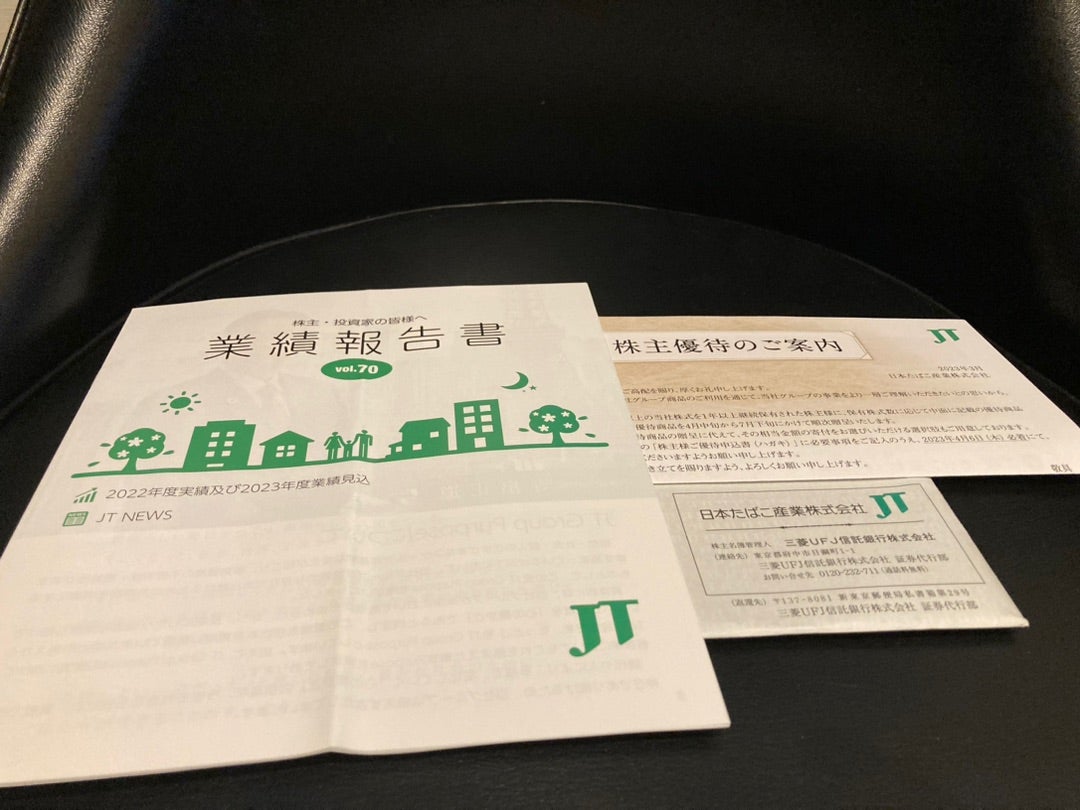 株主・投資家の皆様へ
業績報告書
vol.70
2022年度実績及び2023年度業績見込
JT NEWS
JT
株主優待のご案内
JT
2023年3月
日本たばこ産業株式会社
ご高配を賜り、厚くお礼申し上げます。
グループ商品のご利用を通じて、当社グループの事業をより一層ご理解いただきたいとの思いから、
以上の当社株式を1年以上継続保有された株主様に、保有株式数に応じて中面に記載の優待商品
優待商品を4月中旬から7月下旬にかけて順次贈呈いたします。
待商品の贈呈に代えて、その相当金額の寄付をお選びいただける選択肢もご用意しております。
の「株主様ご優待申込書(ハガキ)」に必要事項をご記入のうえ、2023年4月6日(木)必着にて、
くださいますようお願い申し上げます。
き立てを賜りますよう、よろしくお願い申し上げます。
敬具
日本たばこ産業株式会社 JT
株主名簿管理人 三菱UFJ信託銀行株式会社
(連絡先) 東京都府中市日鋼町1-1
三菱UFJ信託銀行株式会社 証券代行部
お問い合せ先 0120-232-711(通話料無料)
(返還先) 〒137-8081 新東京郵便局私書箱第29号
三菱UFJ信託銀行株式会社 証券代行部